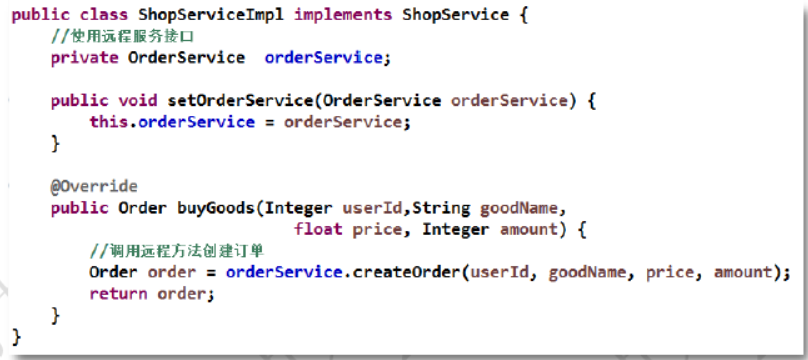 public class ShopServiceImpl implements ShopService {
//使用远程服务接口
private OrderService  orderService;
public void setOrderService(OrderService orderService) {
this.orderService = orderService;
}
@Override
public Order buyGoods(Integer userId,String goodName,
float price, Integer amount) {
//调用远程方法创建订单
Order order = orderService.createOrder(userId, goodName, price, amount);
return order;
}
}